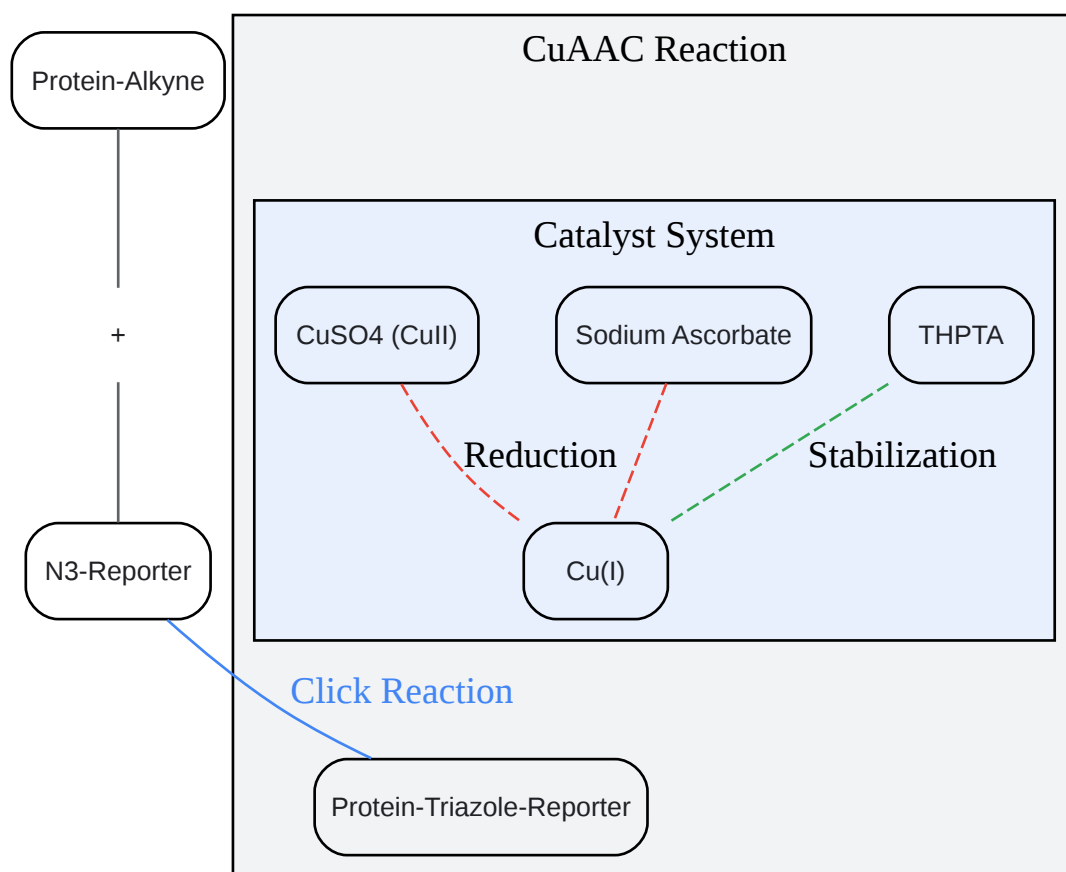 CuAAC Reaction
Protein-Alkyne
Catalyst System
+
CuSO4 (CuII)
Sodium Ascorbate
THPTA
Reduction
Stabilization
N3-Reporter
Cu(I)
Click Reaction
Protein-Triazole-Reporter